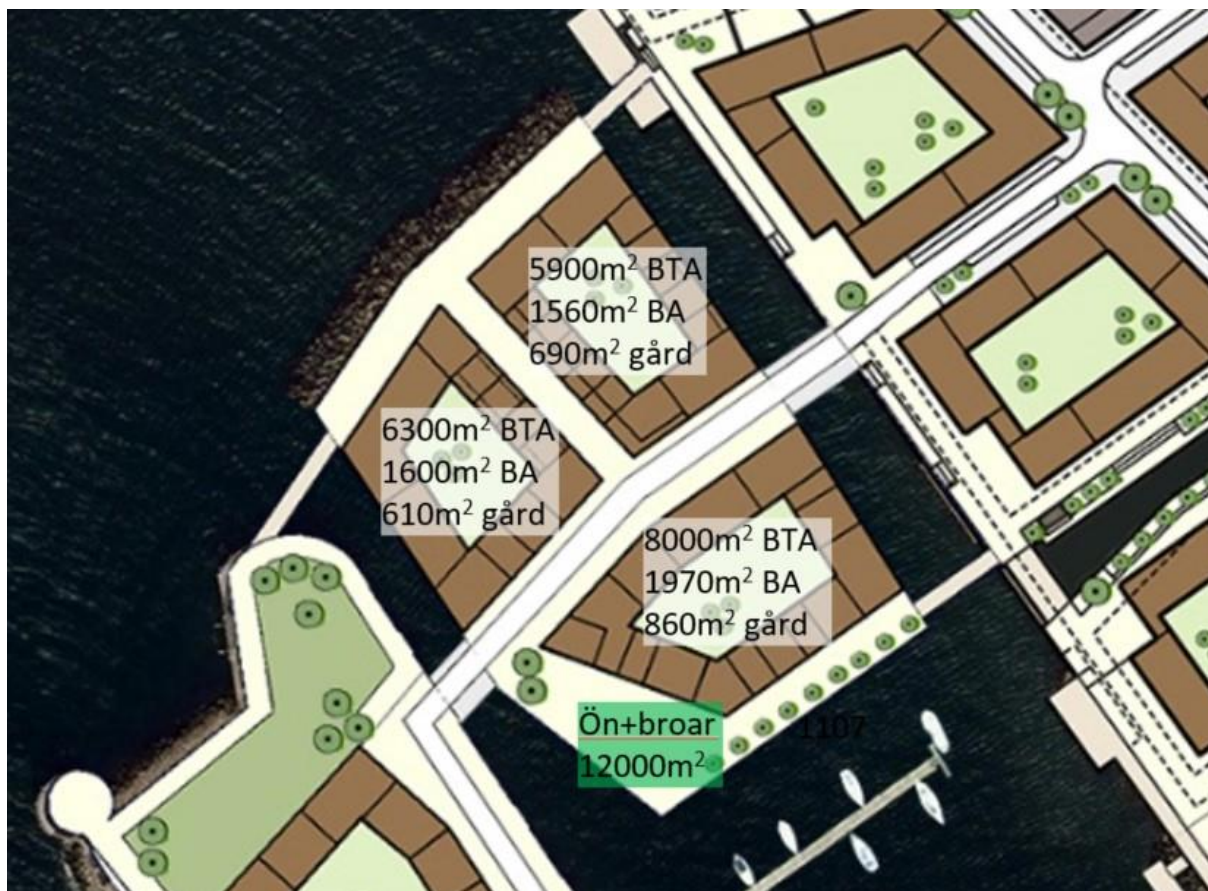 5900m² BTA
1560m² BA
690m² gård
6300m² BTA
1600m² BA
610m² gård
8000m² BTA
1970m² BA
860m² gård
Ön+broar
12000m²
1107